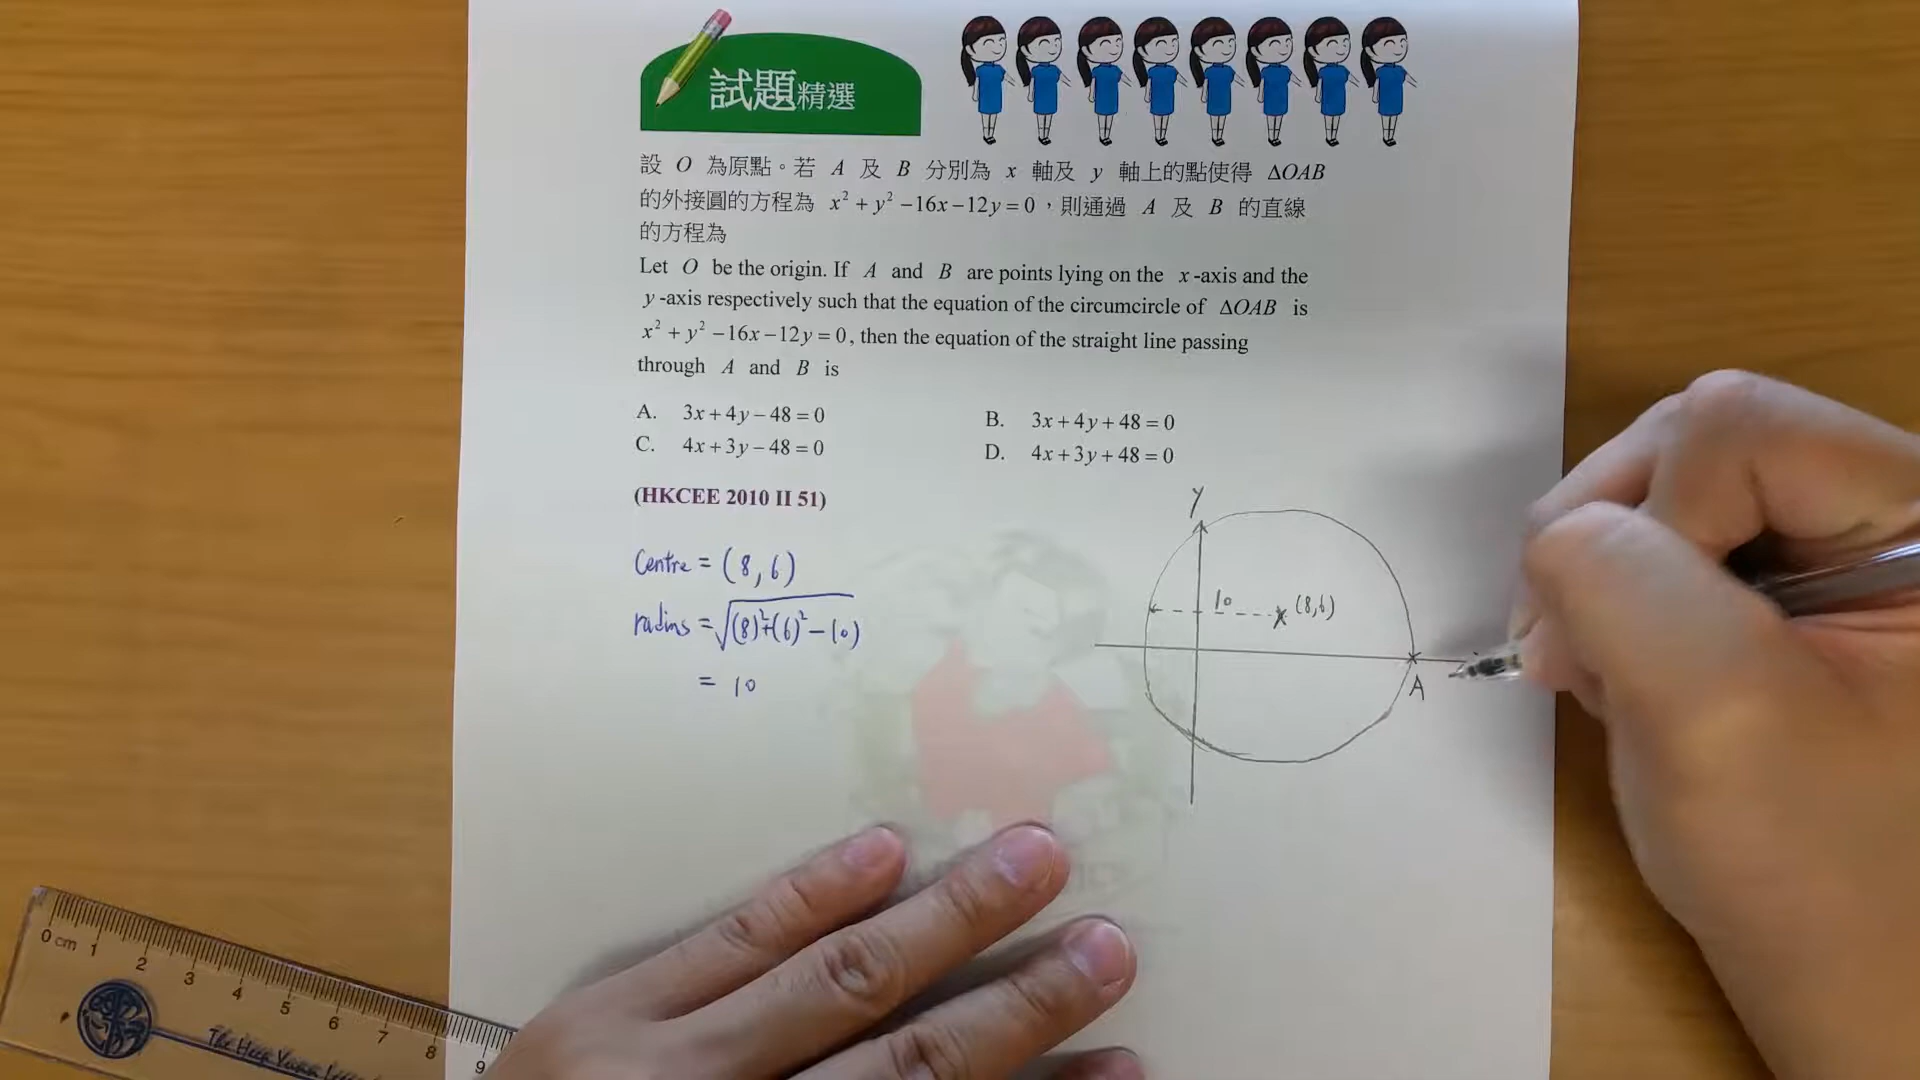 試題精選
設 O 為原點。若 A 及 B 分別為 x 軸及 y 軸上的點使得 ΔOAB
的外接圓的方程為 x² + y² −16x −12y = 0，則通過 A 及 B 的直線
的方程為
Let O be the origin. If A and B are points lying on the x-axis and the
y-axis respectively such that the equation of the circumcircle of ΔOAB is
x² + y² −16x −12y = 0, then the equation of the straight line passing
through A and B is
A. 3x + 4y − 48 = 0 B. 3x + 4y + 48 = 0
C. 4x + 3y − 48 = 0 D. 4x + 3y + 48 = 0
(HKCEE 2010 II 51)
Centre = (8, 6)
radius = √(8)²+(6)² − (0)
= 10
y
10
(8,6)
A
0 cm 1 2 3 4 5 6 7 8 9